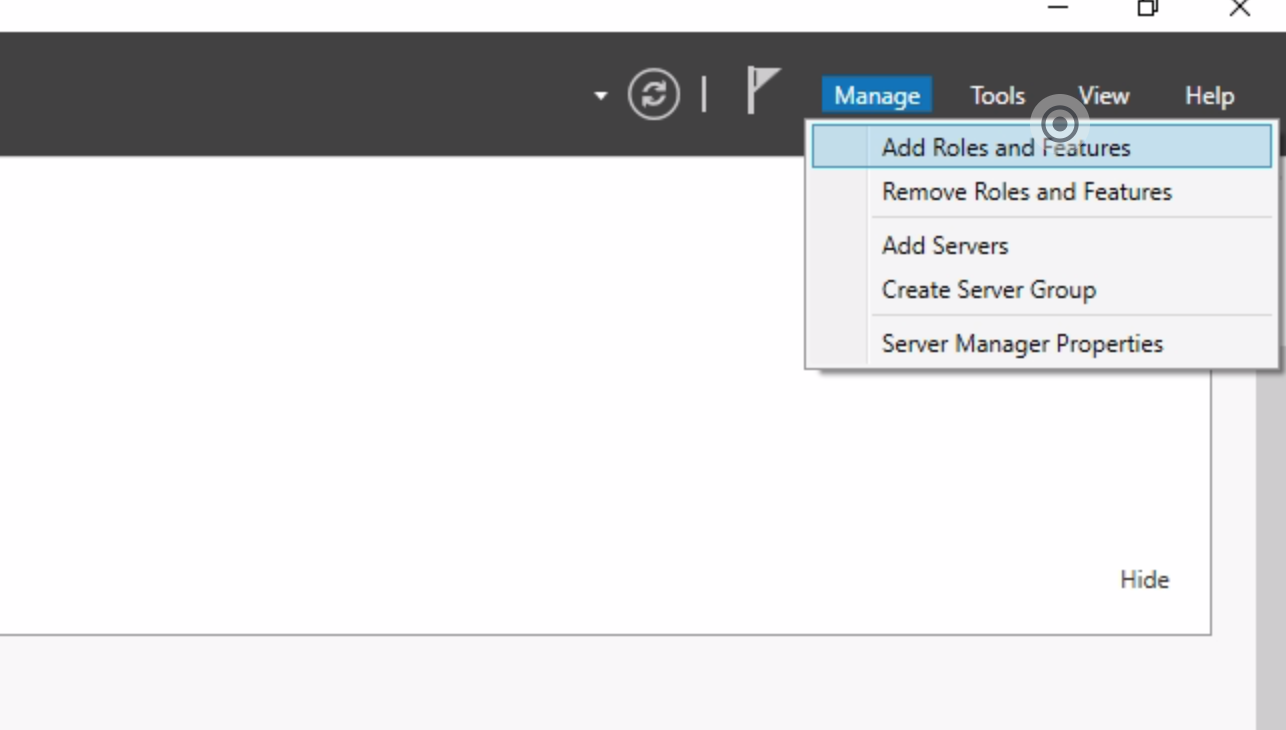 Manage Tools View Help
Add Roles and Features
Remove Roles and Features
Add Servers
Create Server Group
Server Manager Properties
Hide